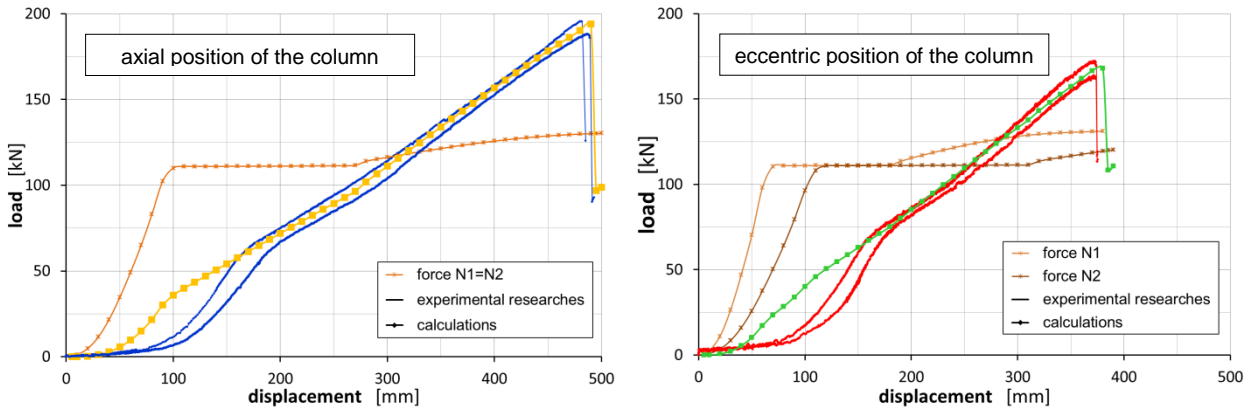 axial position of the column
200
150
100
50
0
load [kN]
0 100 200 300 400 500
displacement [mm]
force N1=N2
experimental researches
calculations
eccentric position of the column
200
150
100
50
0
load [kN]
0 100 200 300 400 500
displacement [mm]
force N1
force N2
experimental researches
calculations